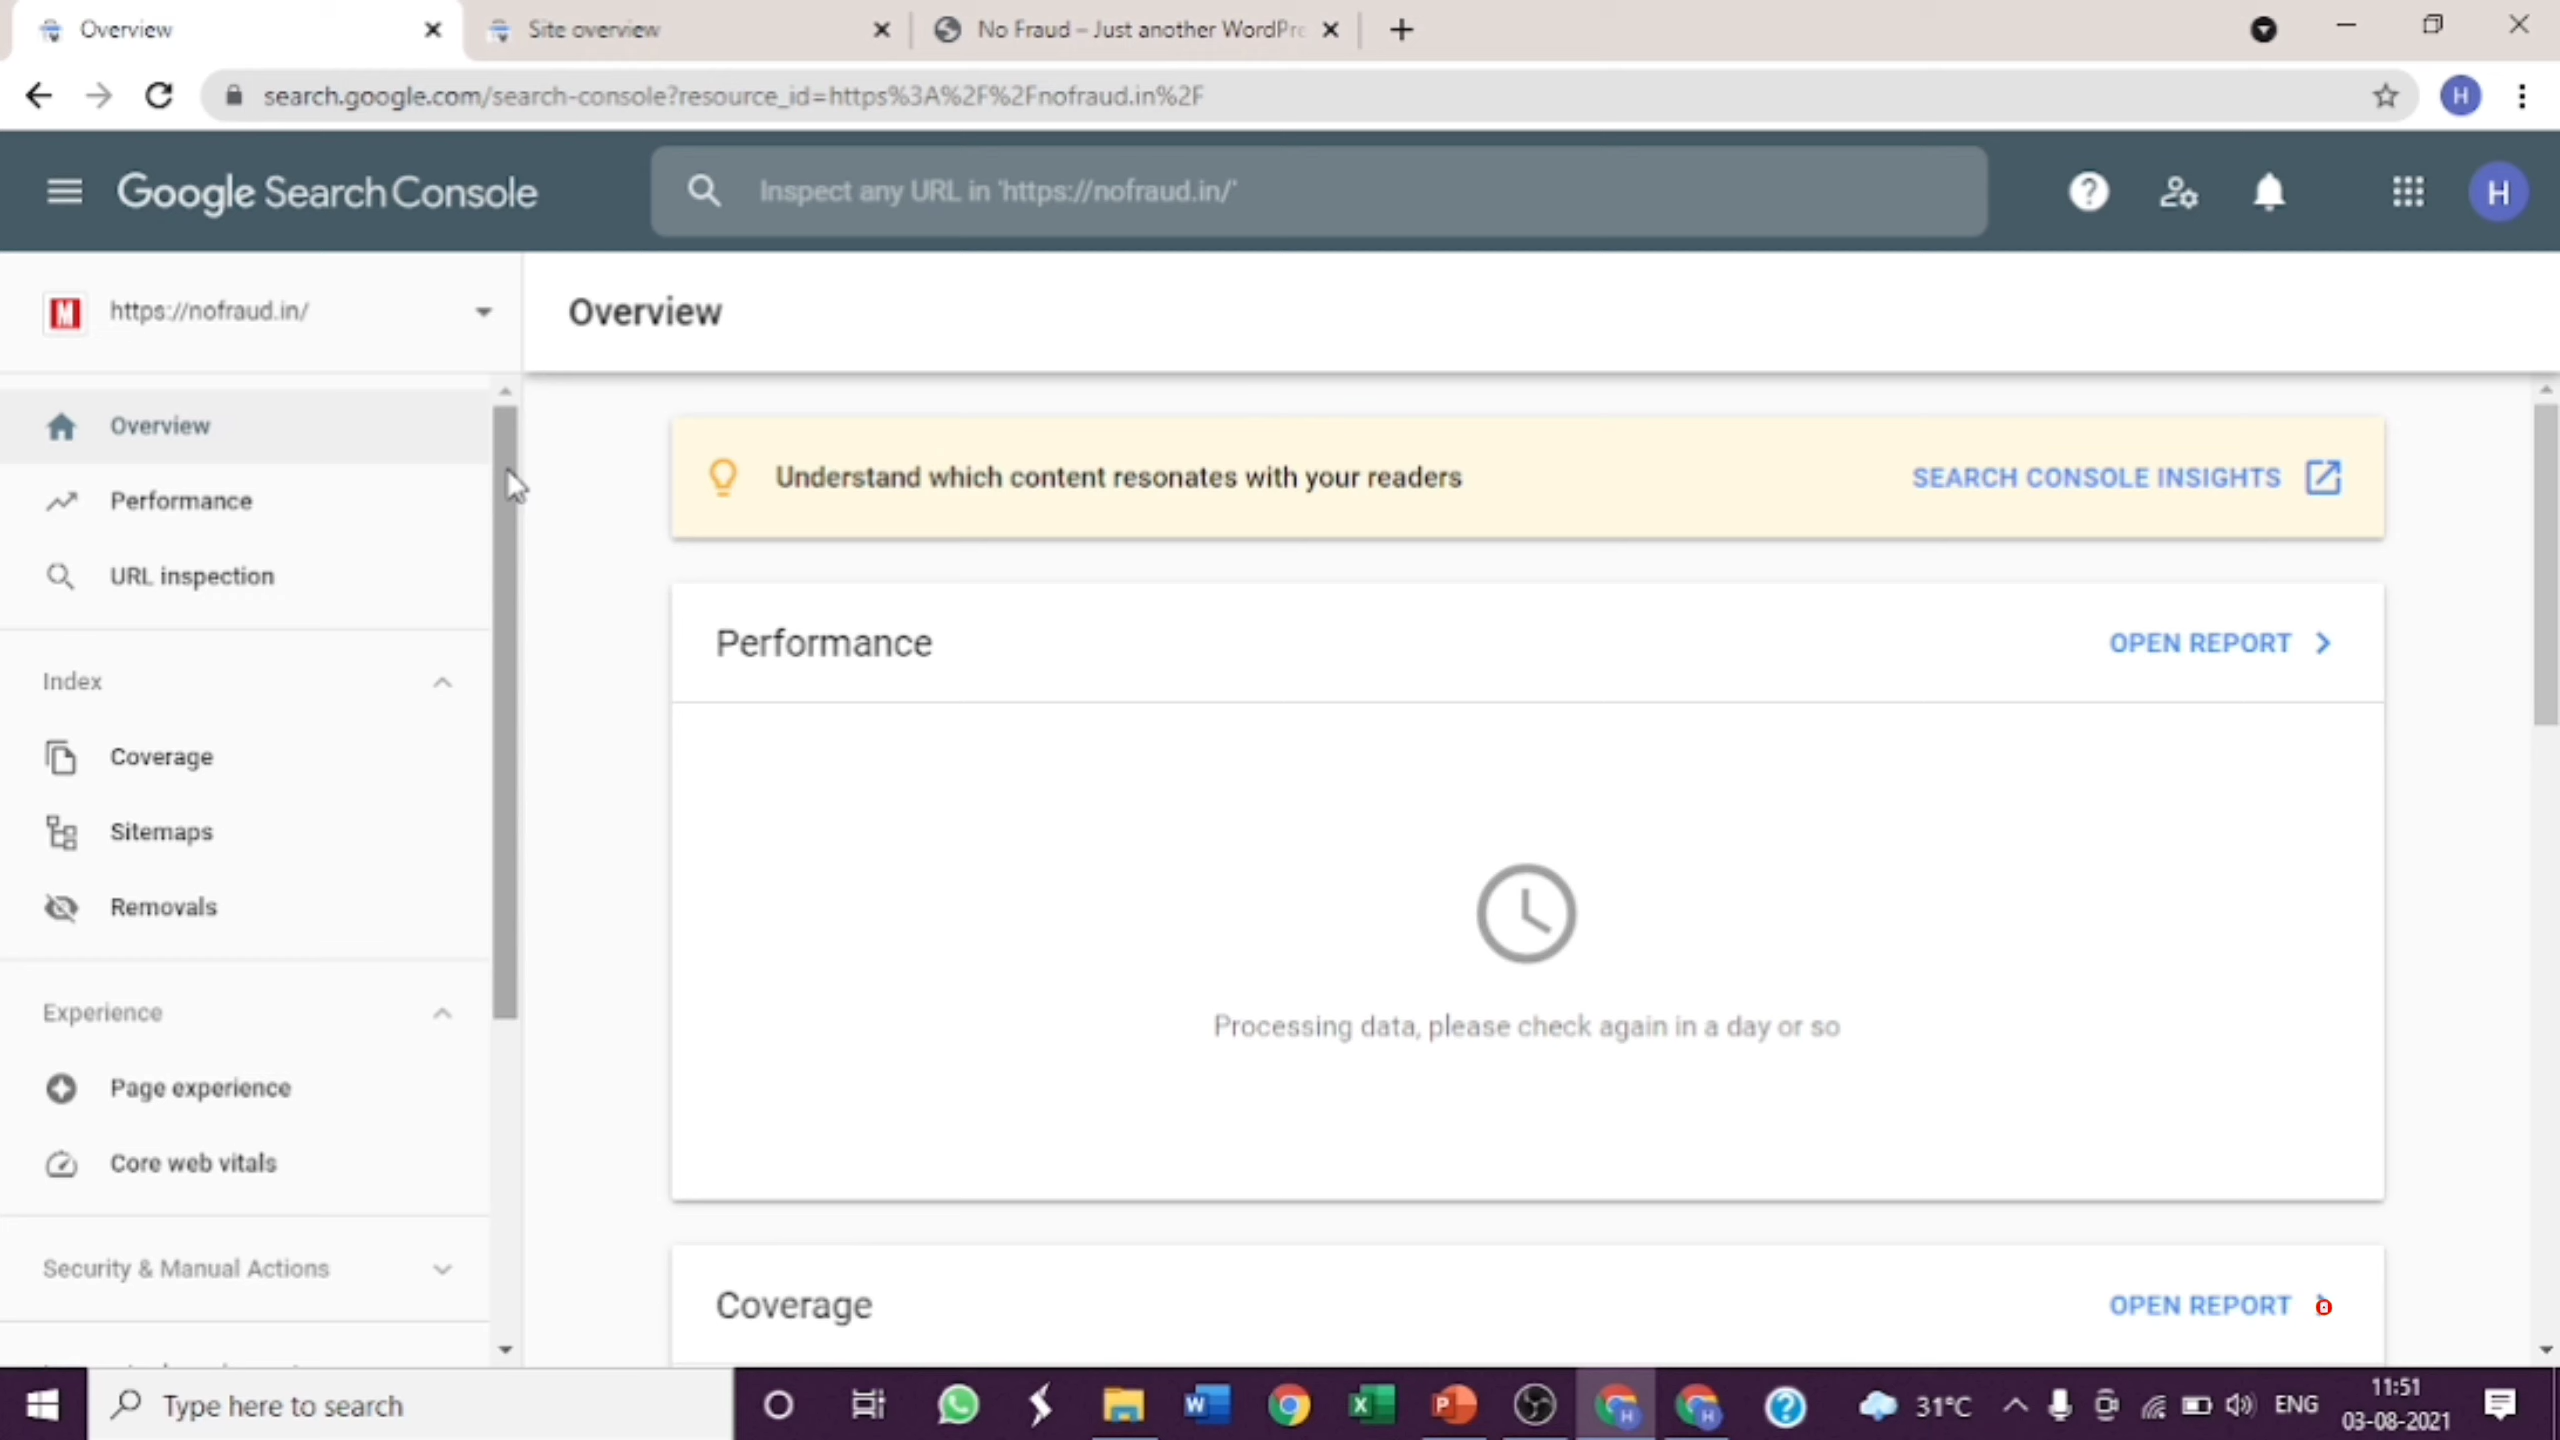 Overview
Site overview
No Fraud – Just another WordPre
search.google.com/search-console?resource_id=https%3A%2F%2Fnofraud.in%2F
H
Google Search Console
Inspect any URL in 'https://nofraud.in/'
H
M
https://nofraud.in/
Overview
Overview
Performance
URL inspection
Index
Coverage
Sitemaps
Removals
Experience
Page experience
Core web vitals
Security & Manual Actions
Understand which content resonates with your readers
SEARCH CONSOLE INSIGHTS
Performance
OPEN REPORT
Processing data, please check again in a day or so
Coverage
OPEN REPORT
Type here to search
31°C
ENG
11:51
03-08-2021